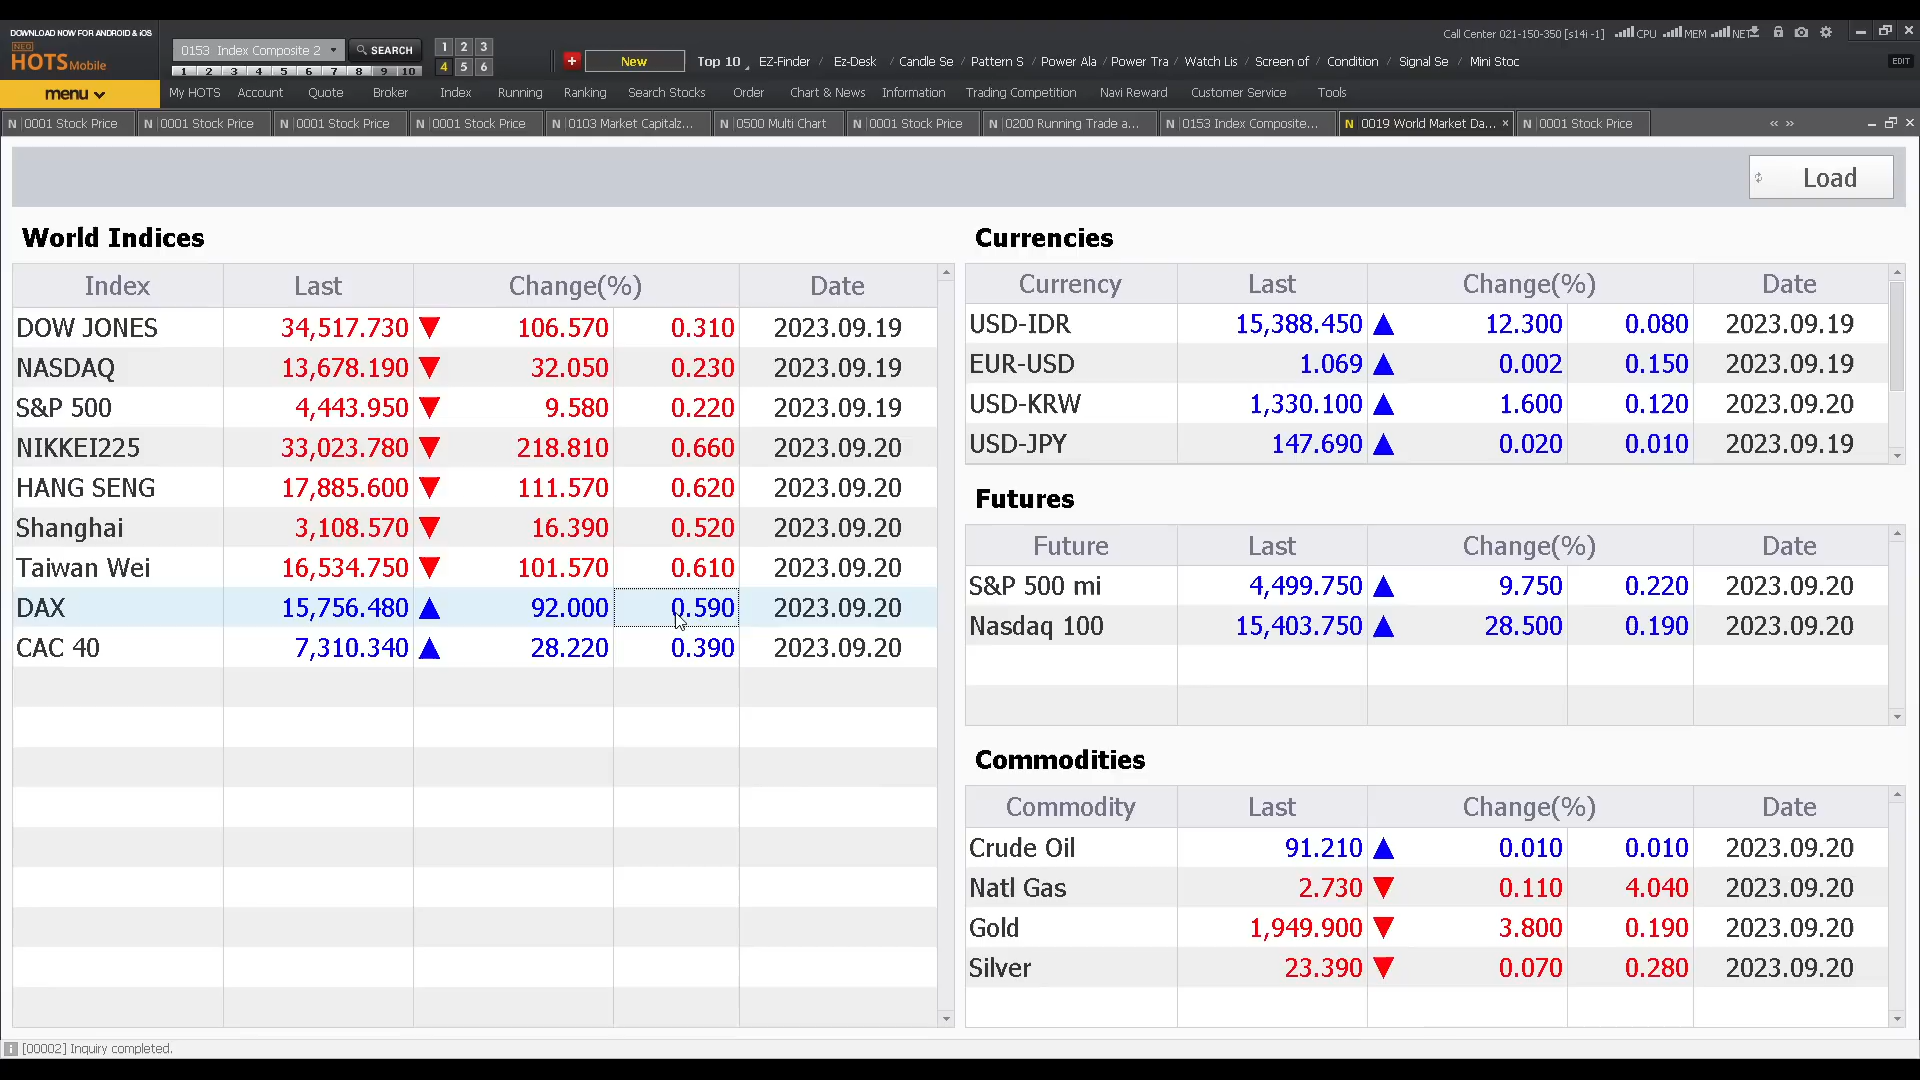 DOWNLOAD NOW FOR ANDROID & iOS
NEO
HOTS Mobile
0153 Index Composite 2
SEARCH
1 2 3
1 2 3 4 5 6 7 8 9 10
4 5 6
New
Top 10
EZ-Finder / Ez-Desk / Candle Se / Pattern S / Power Ala / Power Tra / Watch Lis / Screen of / Condition / Signal Se / Mini Stoc
Call Center 021-150-350 [s14i -1] CPU MEM NET
EDIT
menu
My HOTS Account Quote Broker Index Running Ranking Search Stocks Order Chart & News Information Trading Competition Navi Reward Customer Service Tools
N 0001 Stock Price N 0001 Stock Price N 0001 Stock Price N 0001 Stock Price N 0103 Market Capitalz... N 0500 Multi Chart N 0001 Stock Price N 0200 Running Trade a... N 0153 Index Composite... N 0019 World Market Da... × N 0001 Stock Price « »
Load
World Indices
Index Last Change(%) Date
DOW JONES 34,517.730 ▼ 106.570 0.310 2023.09.19
NASDAQ 13,678.190 ▼ 32.050 0.230 2023.09.19
S&P 500 4,443.950 ▼ 9.580 0.220 2023.09.19
NIKKEI225 33,023.780 ▼ 218.810 0.660 2023.09.20
HANG SENG 17,885.600 ▼ 111.570 0.620 2023.09.20
Shanghai 3,108.570 ▼ 16.390 0.520 2023.09.20
Taiwan Wei 16,534.750 ▼ 101.570 0.610 2023.09.20
DAX 15,756.480 ▲ 92.000 0.590 2023.09.20
CAC 40 7,310.340 ▲ 28.220 0.390 2023.09.20
Currencies
Currency Last Change(%) Date
USD-IDR 15,388.450 ▲ 12.300 0.080 2023.09.19
EUR-USD 1.069 ▲ 0.002 0.150 2023.09.19
USD-KRW 1,330.100 ▲ 1.600 0.120 2023.09.20
USD-JPY 147.690 ▲ 0.020 0.010 2023.09.19
Futures
Future Last Change(%) Date
S&P 500 mi 4,499.750 ▲ 9.750 0.220 2023.09.20
Nasdaq 100 15,403.750 ▲ 28.500 0.190 2023.09.20
Commodities
Commodity Last Change(%) Date
Crude Oil 91.210 ▲ 0.010 0.010 2023.09.20
Natl Gas 2.730 ▼ 0.110 4.040 2023.09.20
Gold 1,949.900 ▼ 3.800 0.190 2023.09.20
Silver 23.390 ▼ 0.070 0.280 2023.09.20
[00002] Inquiry completed.